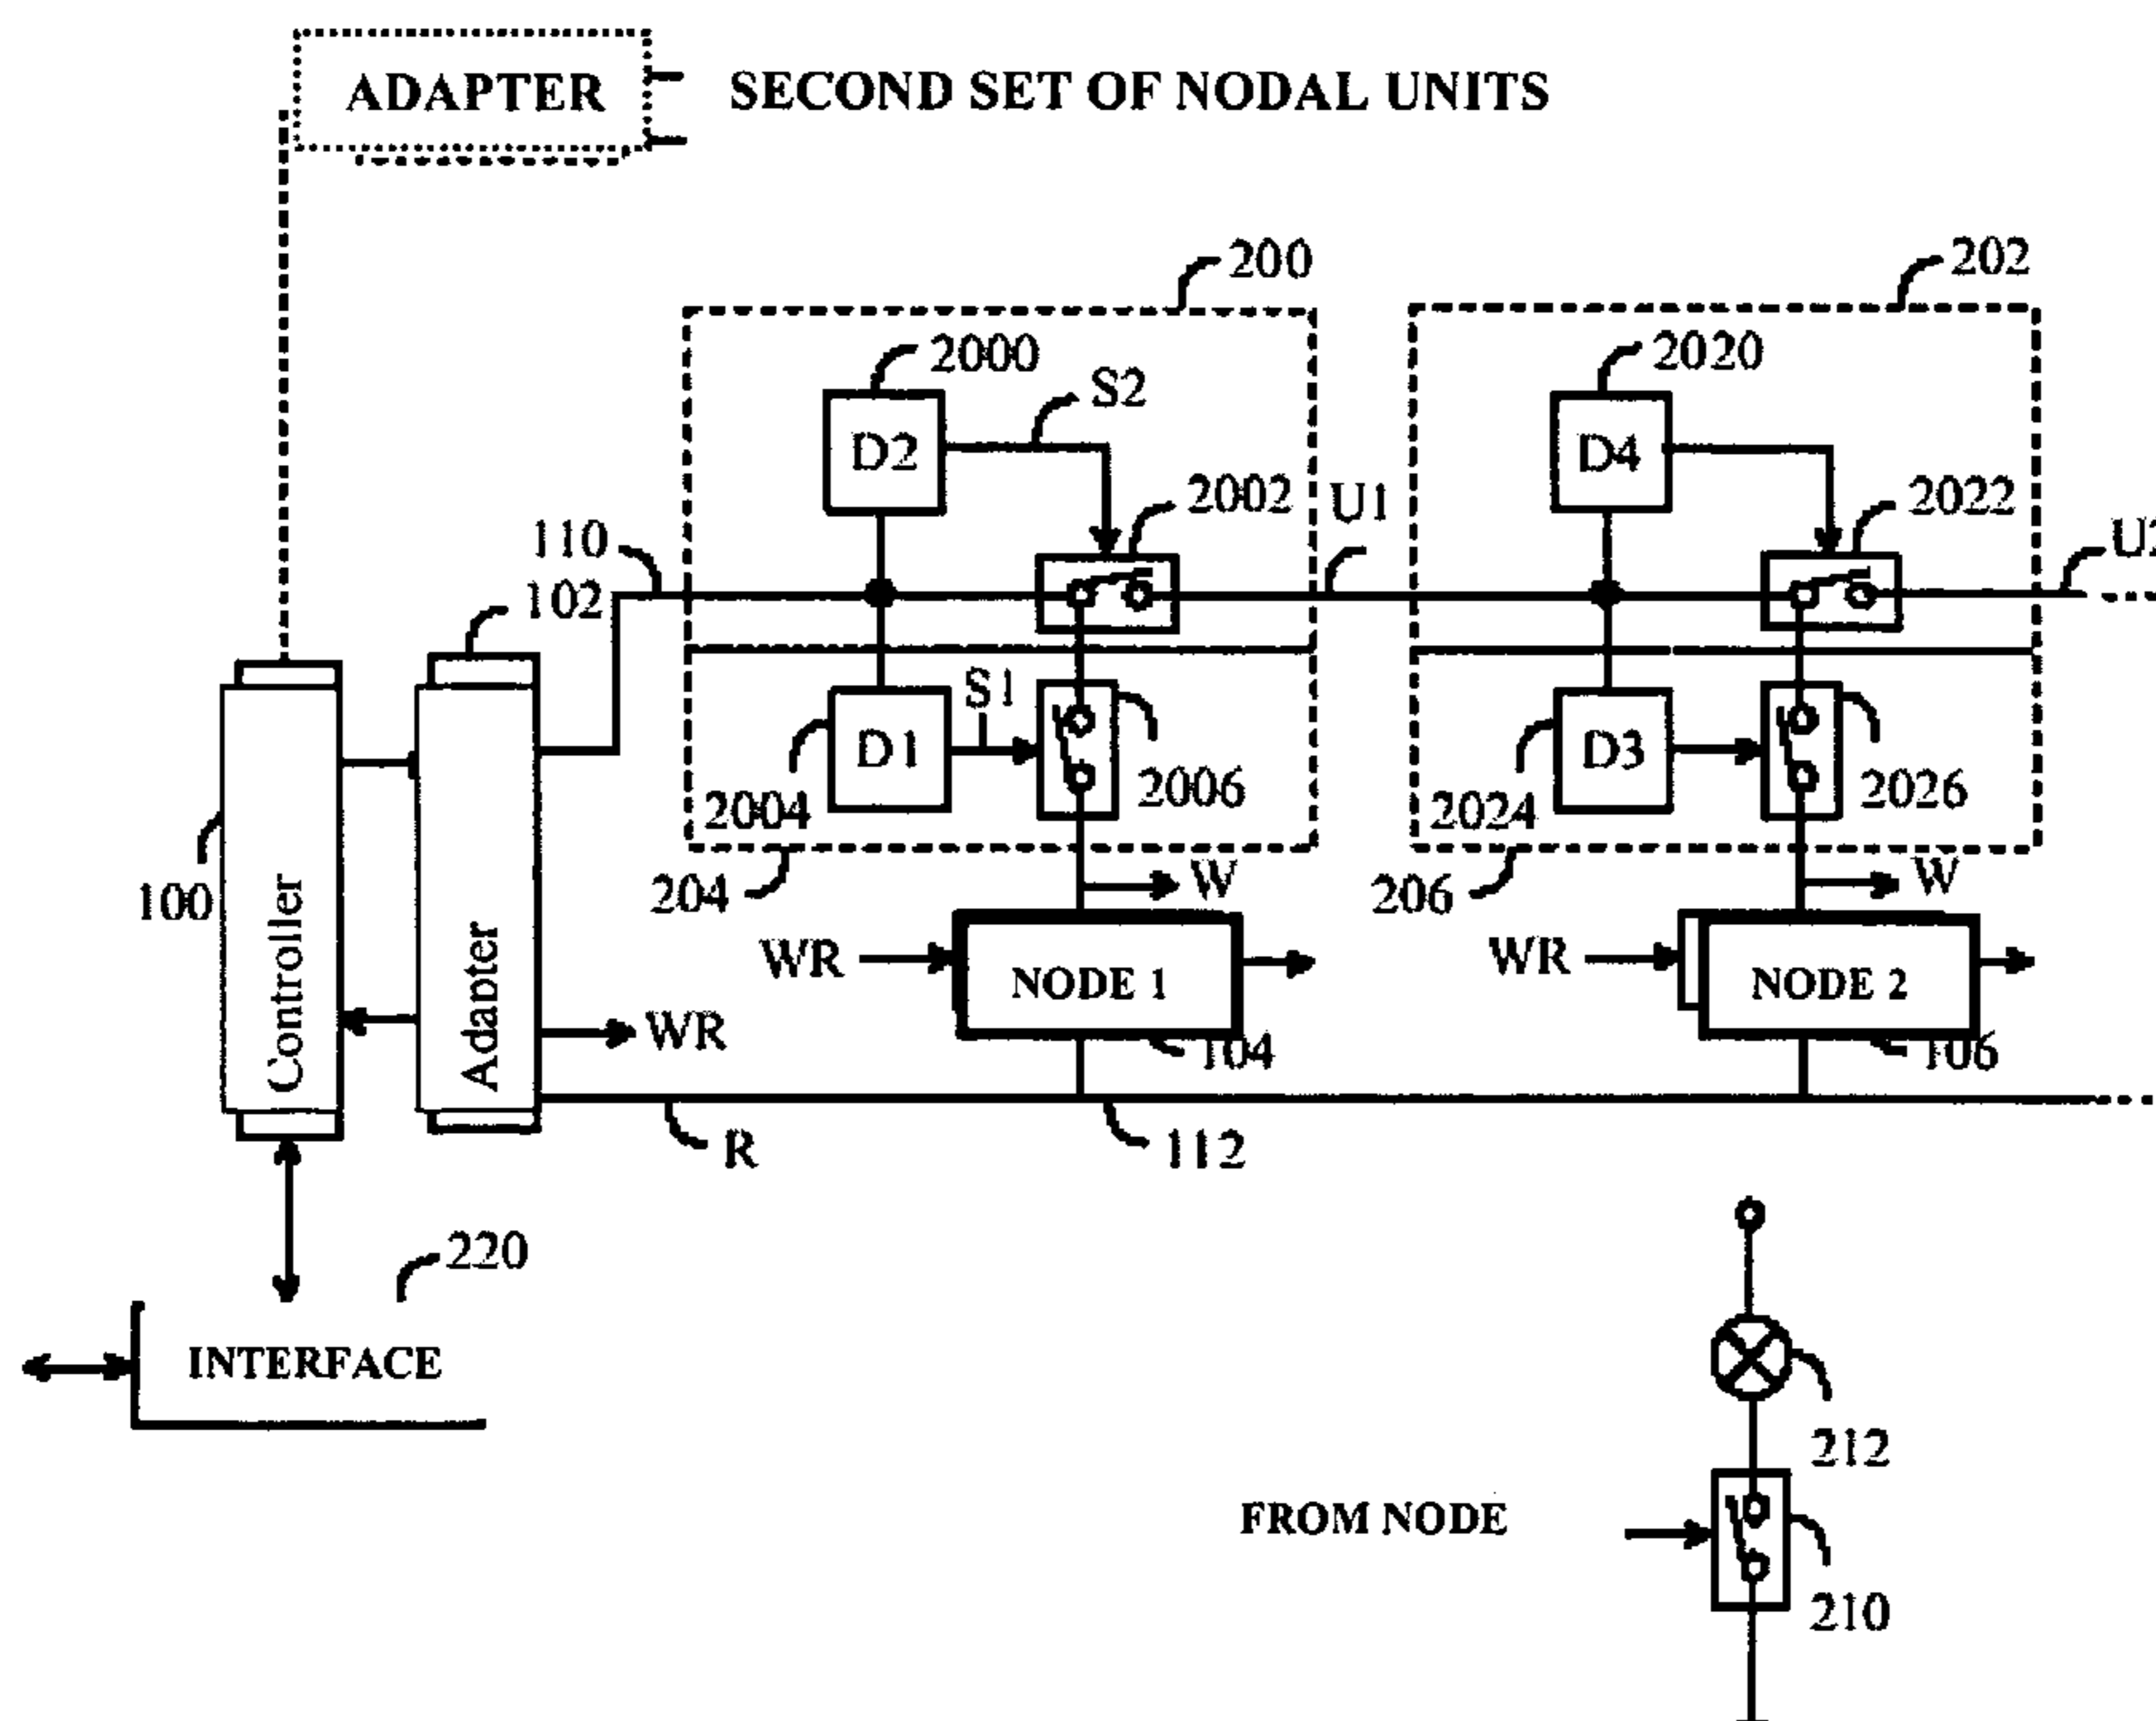 ADAPTER
SECOND SET OF NODAL UNITS
200
202
2000
S2
2020
D2
D4
2002
U1
2022
110
102
S1
D1
D3
2004
2006
2024
2026
100
204
W
206
W
Controller
Adapter
WR
NODE 1
WR
NODE 2
WR
104
106
R
112
220
INTERFACE
212
FROM NODE
210